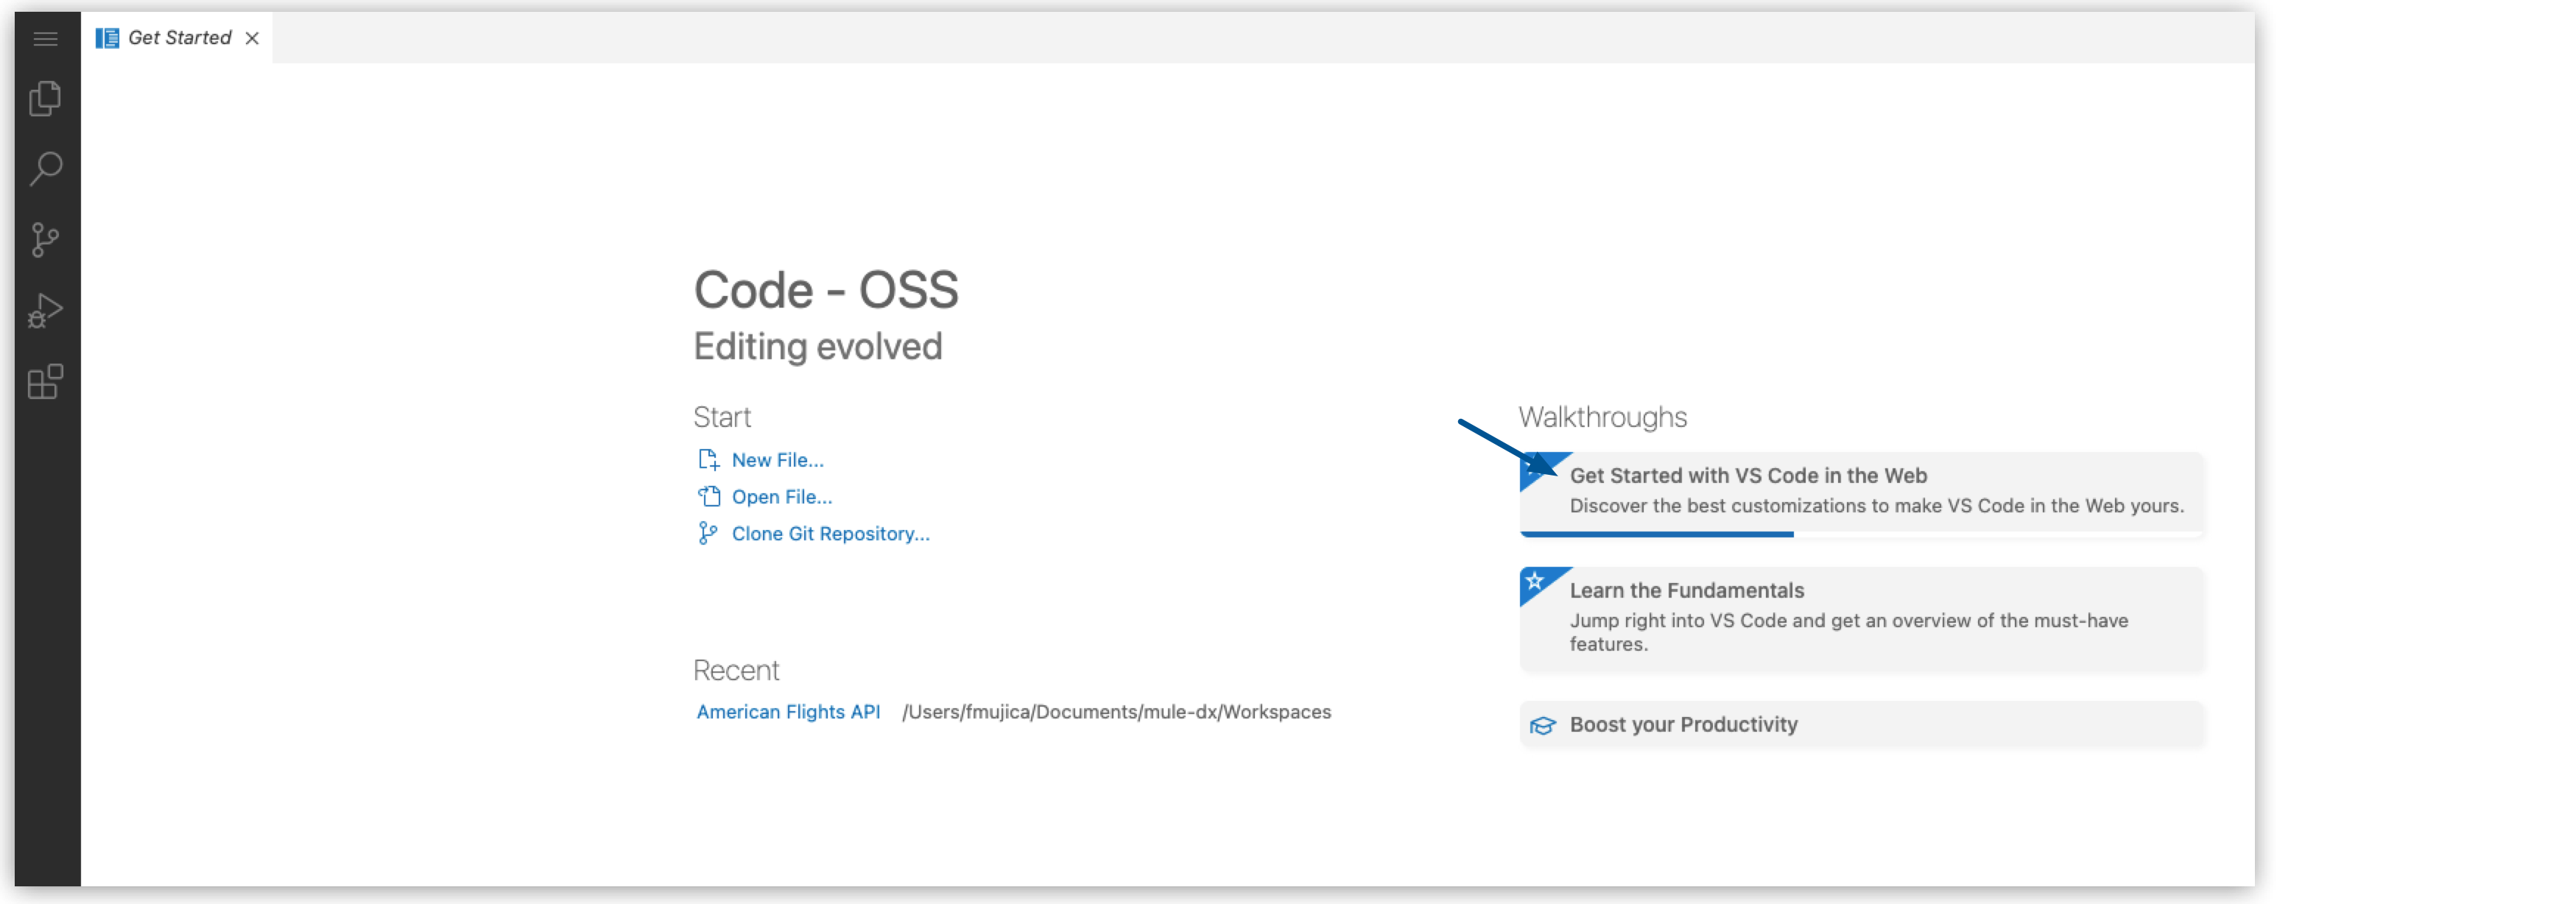 Get Started
Code - OSS
Editing evolved
Start
New File...
Open File...
Clone Git Repository...
Recent
American Flights API /Users/fmujica/Documents/mule-dx/Workspaces
Walkthroughs
Get Started with VS Code in the Web
Discover the best customizations to make VS Code in the Web yours.
Learn the Fundamentals
Jump right into VS Code and get an overview of the must-have
features.
Boost your Productivity